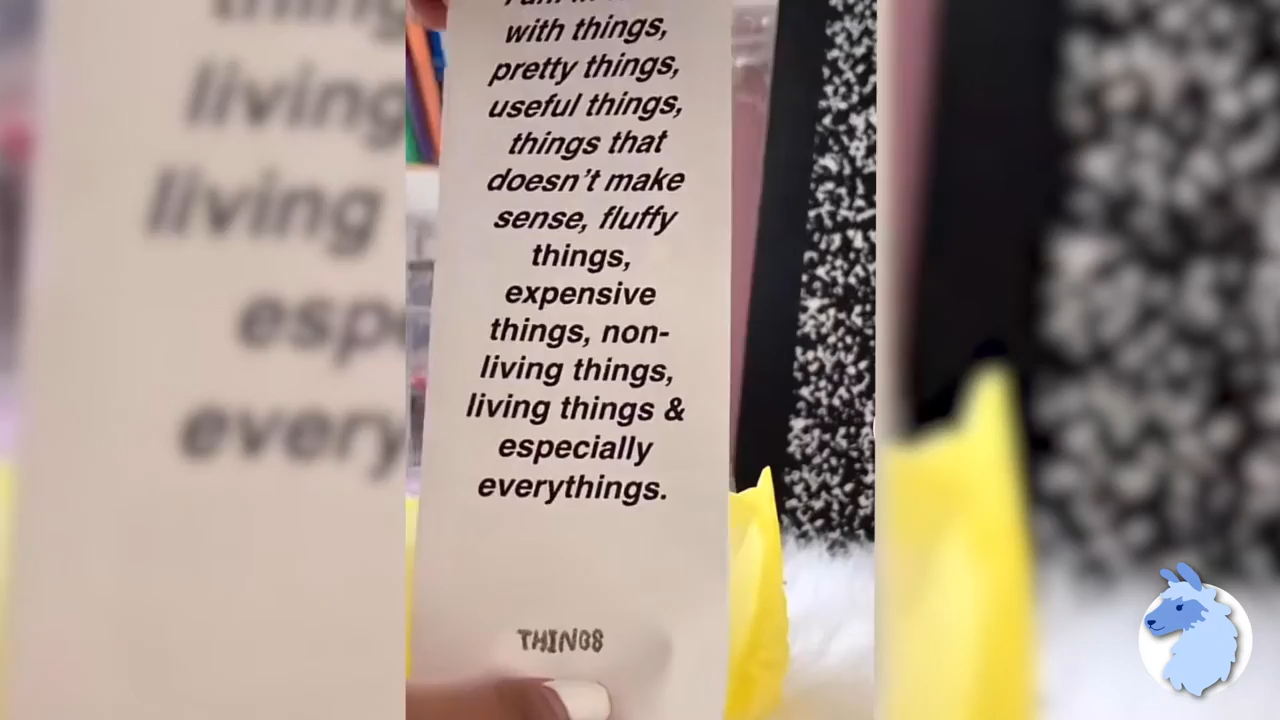 with things,
pretty things,
useful things,
things that
doesn't make
sense, fluffy
things,
expensive
things, non-
living things,
living things &
especially
everythings.
THINGS